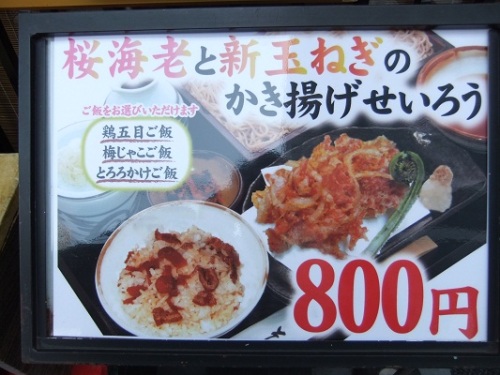 桜海老と新玉ねぎの
かき揚げせいろう
ご飯をお選びいただけます
鶏五目ご飯
梅じゃこご飯
とろろかけご飯
800円